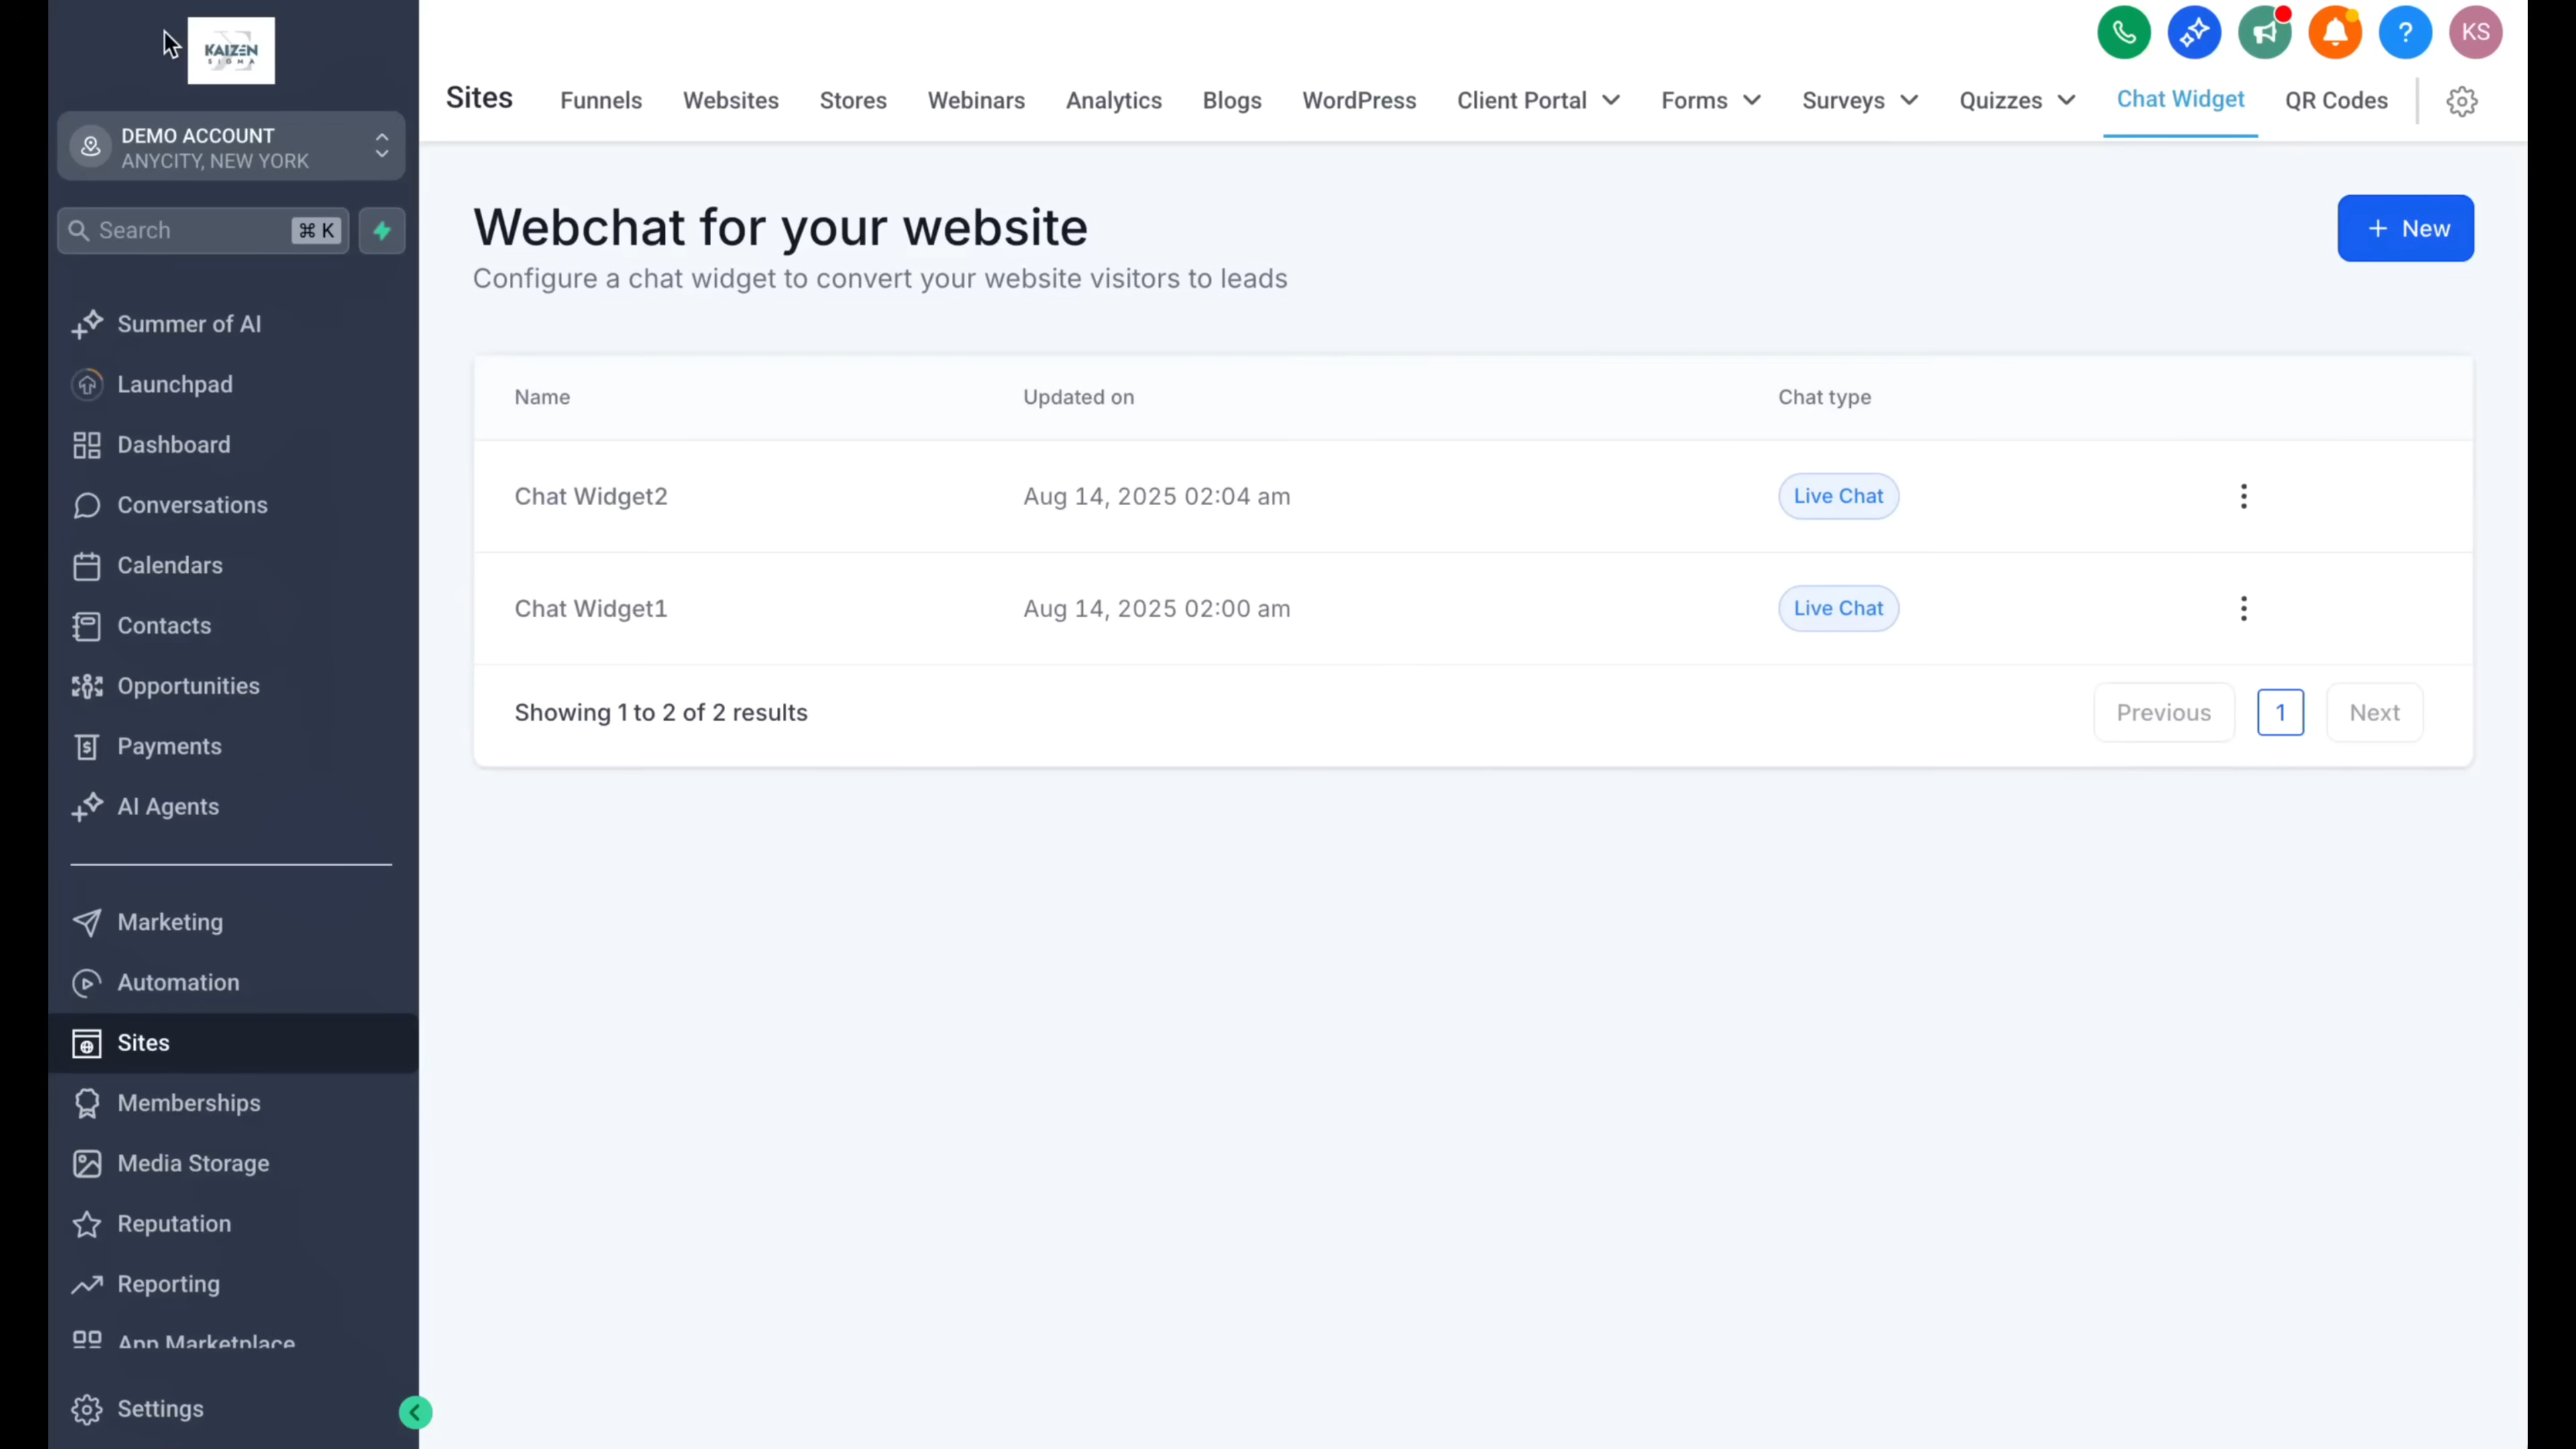 KAIZEN
SIGMA
DEMO ACCOUNT
ANYCITY, NEW YORK
Search
⌘ K
Summer of AI
Launchpad
Dashboard
Conversations
Calendars
Contacts
Opportunities
Payments
AI Agents
Marketing
Automation
Sites
Memberships
Media Storage
Reputation
Reporting
App Marketplace
Settings
? KS
Sites Funnels Websites Stores Webinars Analytics Blogs WordPress Client Portal Forms Surveys Quizzes Chat Widget QR Codes
Webchat for your website
Configure a chat widget to convert your website visitors to leads
+ New
Name Updated on Chat type
Chat Widget2 Aug 14, 2025 02:04 am Live Chat
Chat Widget1 Aug 14, 2025 02:00 am Live Chat
Showing 1 to 2 of 2 results Previous 1 Next